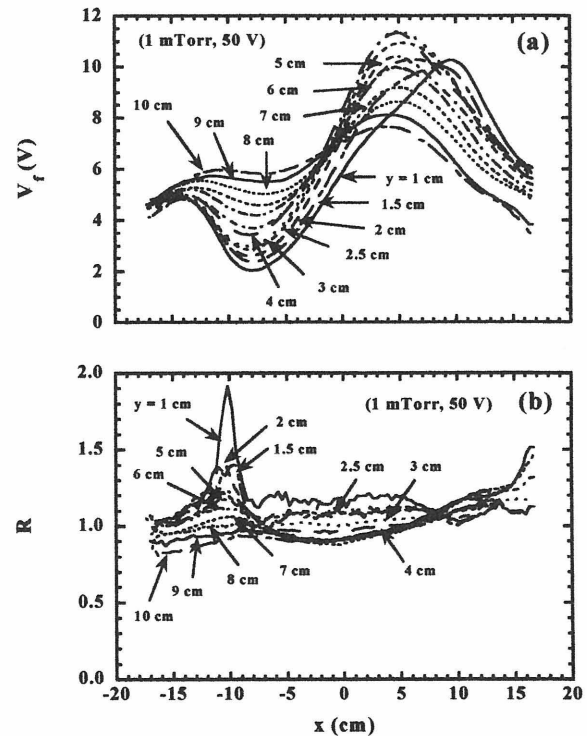 (1 mTorr, 50 V)
(a)
12
10
8
6
4
2
0
V_f (V)
5 cm
6 cm
7 cm
10 cm
9 cm
8 cm
y = 1 cm
1.5 cm
2 cm
2.5 cm
3 cm
4 cm
(1 mTorr, 50 V)
(b)
2.0
1.5
1.0
0.5
0.0
R
y = 1 cm
2 cm
1.5 cm
5 cm
6 cm
2.5 cm
3 cm
4 cm
7 cm
8 cm
9 cm
10 cm
-20 -15 -10 -5 0 5 10 15 20
x (cm)